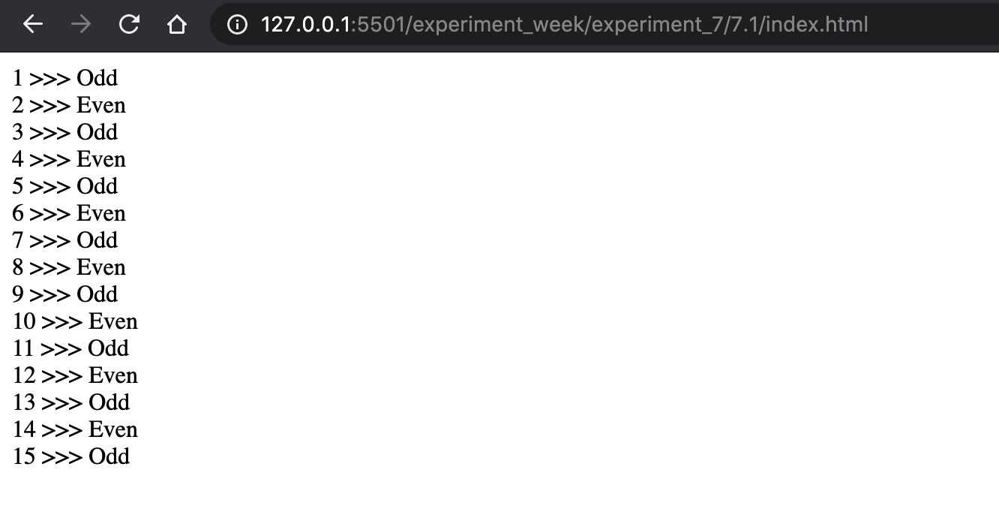 127.0.0.1:5501/experiment_week/experiment_7/7.1/index.html
1 >>> Odd
2 >>> Even
3 >>> Odd
4 >>> Even
5 >>> Odd
6 >>> Even
7 >>> Odd
8 >>> Even
9 >>> Odd
10 >>> Even
11 >>> Odd
12 >>> Even
13 >>> Odd
14 >>> Even
15 >>> Odd